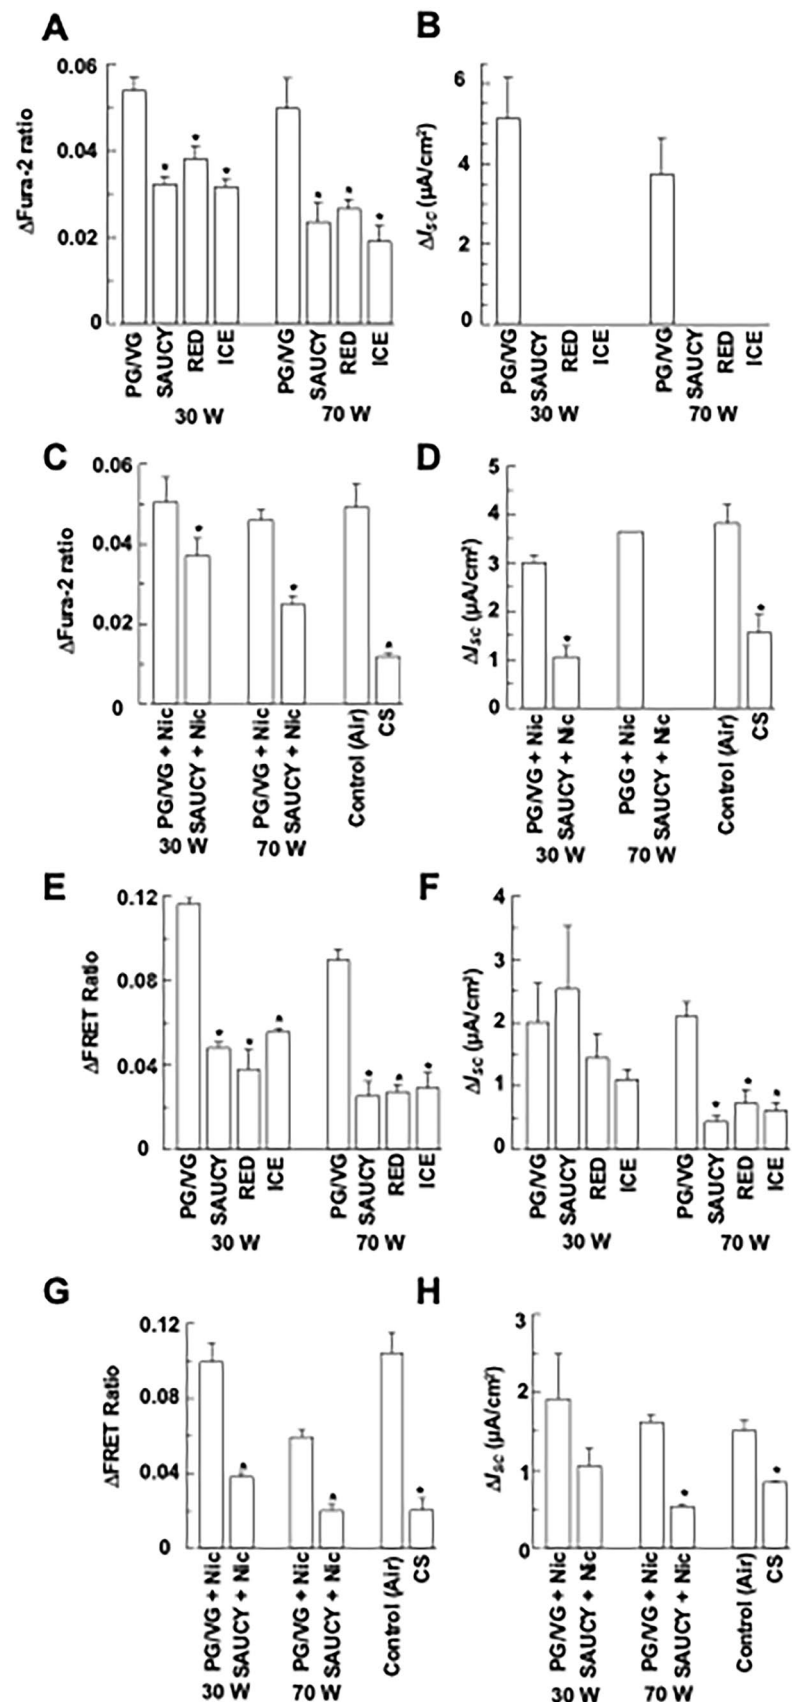 A
ΔFura-2 ratio
0.06
0.04
0.02
0
PG/VG
SAUCY
RED
ICE
PG/VG
SAUCY
RED
ICE
30 W
70 W
B
ΔISC (µA/cm²)
6
4
2
0
PG/VG
SAUCY
RED
ICE
PG/VG
SAUCY
RED
ICE
30 W
70 W
C
ΔFura-2 ratio
0.06
0.04
0.02
0
PG/VG + Nic
SAUCY + Nic
PG/VG + Nic
SAUCY + Nic
Control (Air)
CS
30 W
70 W
D
ΔISC (µA/cm²)
5
4
3
2
1
0
PG/VG + Nic
SAUCY + Nic
PGG + Nic
SAUCY + Nic
Control (Air)
CS
30 W
70 W
E
ΔFRET Ratio
0.12
0.08
0.04
0
PG/VG
SAUCY
RED
ICE
PG/VG
SAUCY
RED
ICE
30 W
70 W
F
ΔISC (µA/cm²)
4
3
2
1
0
PG/VG
SAUCY
RED
ICE
PG/VG
SAUCY
RED
ICE
30 W
70 W
G
ΔFRET Ratio
0.12
0.08
0.04
0
PG/VG + Nic
SAUCY + Nic
PG/VG + Nic
SAUCY + Nic
Control (Air)
CS
30 W
70 W
H
ΔISC (µA/cm²)
3
2
1
0
PG/VG + Nic
SAUCY + Nic
PG/VG + Nic
SAUCY + Nic
Control (Air)
CS
30 W
70 W